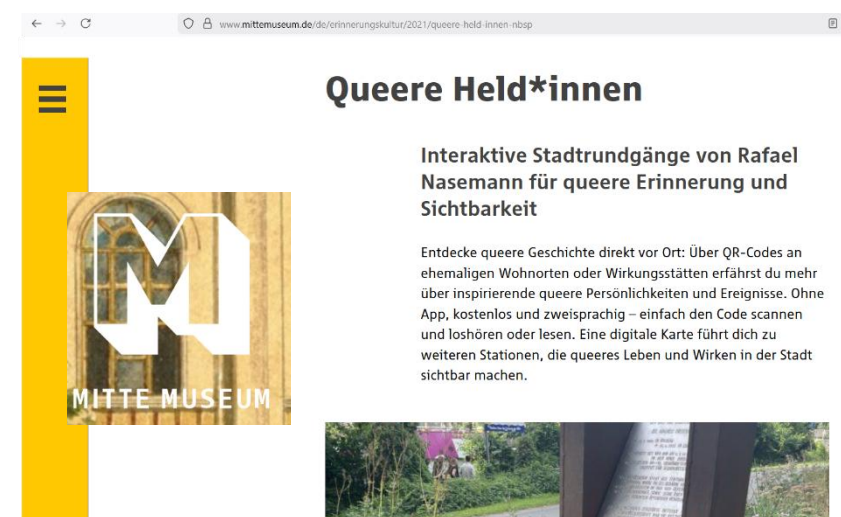 www.mittemuseum.de/de/erinnerungskultur/2021/queere-held-innen-nbsp
Queere Held*innen
Interaktive Stadtrundgänge von Rafael
Nasemann für queere Erinnerung und
Sichtbarkeit
Entdecke queere Geschichte direkt vor Ort: Über QR-Codes an
ehemaligen Wohnorten oder Wirkungsstätten erfährst du mehr
über inspirierende queere Persönlichkeiten und Ereignisse. Ohne
App, kostenlos und zweisprachig – einfach den Code scannen
und loshören oder lesen. Eine digitale Karte führt dich zu
weiteren Stationen, die queeres Leben und Wirken in der Stadt
sichtbar machen.
M
MITTE MUSEUM